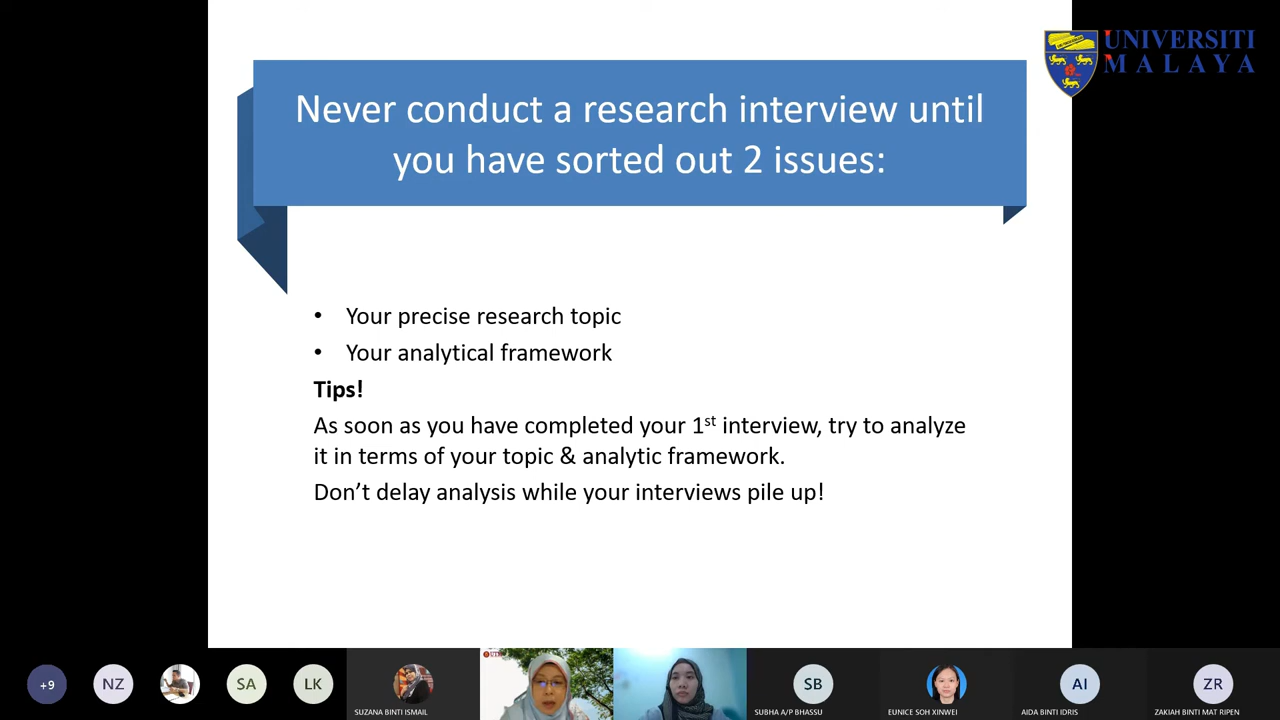 UNIVERSITI
MALAYA
Never conduct a research interview until
you have sorted out 2 issues:
• Your precise research topic
• Your analytical framework
Tips!
As soon as you have completed your 1st interview, try to analyze
it in terms of your topic & analytic framework.
Don’t delay analysis while your interviews pile up!
+9
NZ
SA
LK
SUZANA BINTI ISMAIL
SB
SUBHA A/P BHASSU
EUNICE SOH XINWEI
AI
AIDA BINTI IDRIS
ZR
ZAKIAH BINTI MAT RIPEN